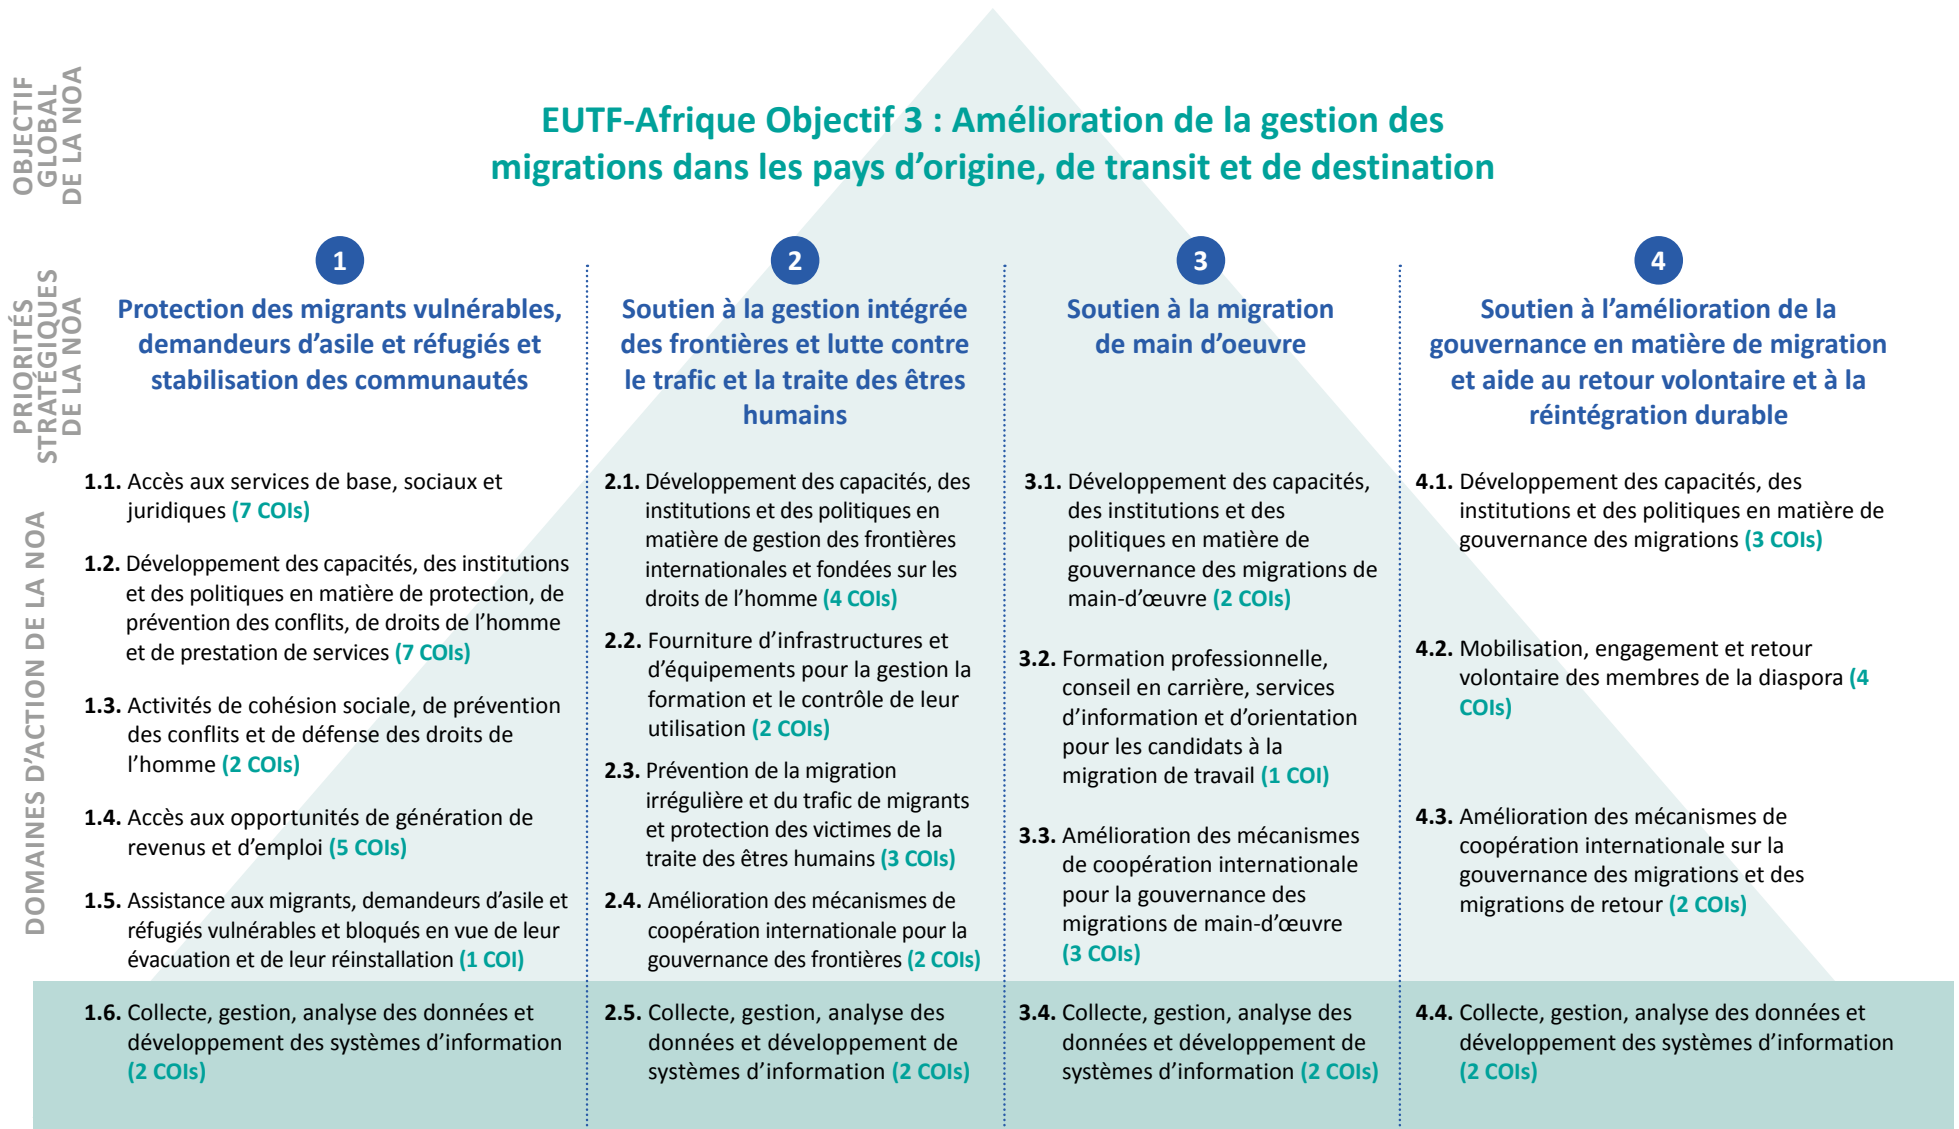 OBJECTIF
GLOBAL
DE LA NOA
EUTF-Afrique Objectif 3 : Amélioration de la gestion des
migrations dans les pays d’origine, de transit et de destination
PRIORITÉS
STRATÉGIQUES
DE LA NOA
1
Protection des migrants vulnérables,
demandeurs d’asile et réfugiés et
stabilisation des communautés
2
Soutien à la gestion intégrée
des frontières et lutte contre
le trafic et la traite des êtres
humains
3
Soutien à la migration
de main d’oeuvre
4
Soutien à l’amélioration de la
gouvernance en matière de migration
et aide au retour volontaire et à la
réintégration durable
DOMAINES D’ACTION DE LA NOA
1.1. Accès aux services de base, sociaux et
juridiques (7 COIs)
1.2. Développement des capacités, des institutions
et des politiques en matière de protection, de
prévention des conflits, de droits de l’homme
et de prestation de services (7 COIs)
1.3. Activités de cohésion sociale, de prévention
des conflits et de défense des droits de
l’homme (2 COIs)
1.4. Accès aux opportunités de génération de
revenus et d’emploi (5 COIs)
1.5. Assistance aux migrants, demandeurs d’asile et
réfugiés vulnérables et bloqués en vue de leur
évacuation et de leur réinstallation (1 COI)
1.6. Collecte, gestion, analyse des données et
développement des systèmes d’information
(2 COIs)
2.1. Développement des capacités, des
institutions et des politiques en
matière de gestion des frontières
internationales et fondées sur les
droits de l’homme (4 COIs)
2.2. Fourniture d’infrastructures et
d’équipements pour la gestion la
formation et le contrôle de leur
utilisation (2 COIs)
2.3. Prévention de la migration
irrégulière et du trafic de migrants
et protection des victimes de la
traite des êtres humains (3 COIs)
2.4. Amélioration des mécanismes de
coopération internationale pour la
gouvernance des frontières (2 COIs)
2.5. Collecte, gestion, analyse des
données et développement de
systèmes d’information (2 COIs)
3.1. Développement des capacités,
des institutions et des
politiques en matière de
gouvernance des migrations de
main-d’œuvre (2 COIs)
3.2. Formation professionnelle,
conseil en carrière, services
d’information et d’orientation
pour les candidats à la
migration de travail (1 COI)
3.3. Amélioration des mécanismes
de coopération internationale
pour la gouvernance des
migrations de main-d’œuvre
(3 COIs)
3.4. Collecte, gestion, analyse des
données et développement de
systèmes d’information (2 COIs)
4.1. Développement des capacités, des
institutions et des politiques en matière de
gouvernance des migrations (3 COIs)
4.2. Mobilisation, engagement et retour
volontaire des membres de la diaspora (4
COIs)
4.3. Amélioration des mécanismes de
coopération internationale sur la
gouvernance des migrations et des
migrations de retour (2 COIs)
4.4. Collecte, gestion, analyse des données et
développement des systèmes d’information
(2 COIs)